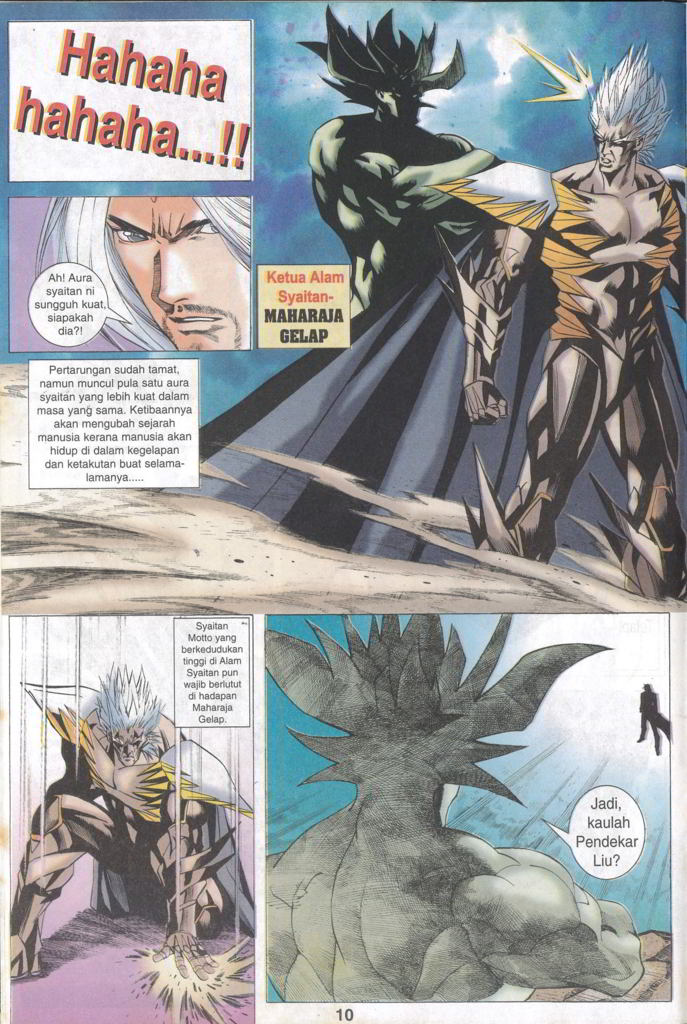 Hahaha
hahaha...!!
Ah! Aura
syaitan ni
sungguh kuat,
siapakah
dia?!
Ketua Alam
Syaitan-
MAHARAJA
GELAP
Pertarungan sudah tamat,
namun muncul pula satu aura
syaitan yang lebih kuat dalam
masa yang sama. Ketibaannya
akan mengubah sejarah
manusia kerana manusia akan
hidup di dalam kegelapan
dan ketakutan buat selama-
lamanya.....
Syaitan
Motto yang
berkedudukan
tinggi di Alam
Syaitan pun
wajib berlutut
di hadapan
Maharaja
Gelap.
Jadi,
kaulah
Pendekar
Liu?
10